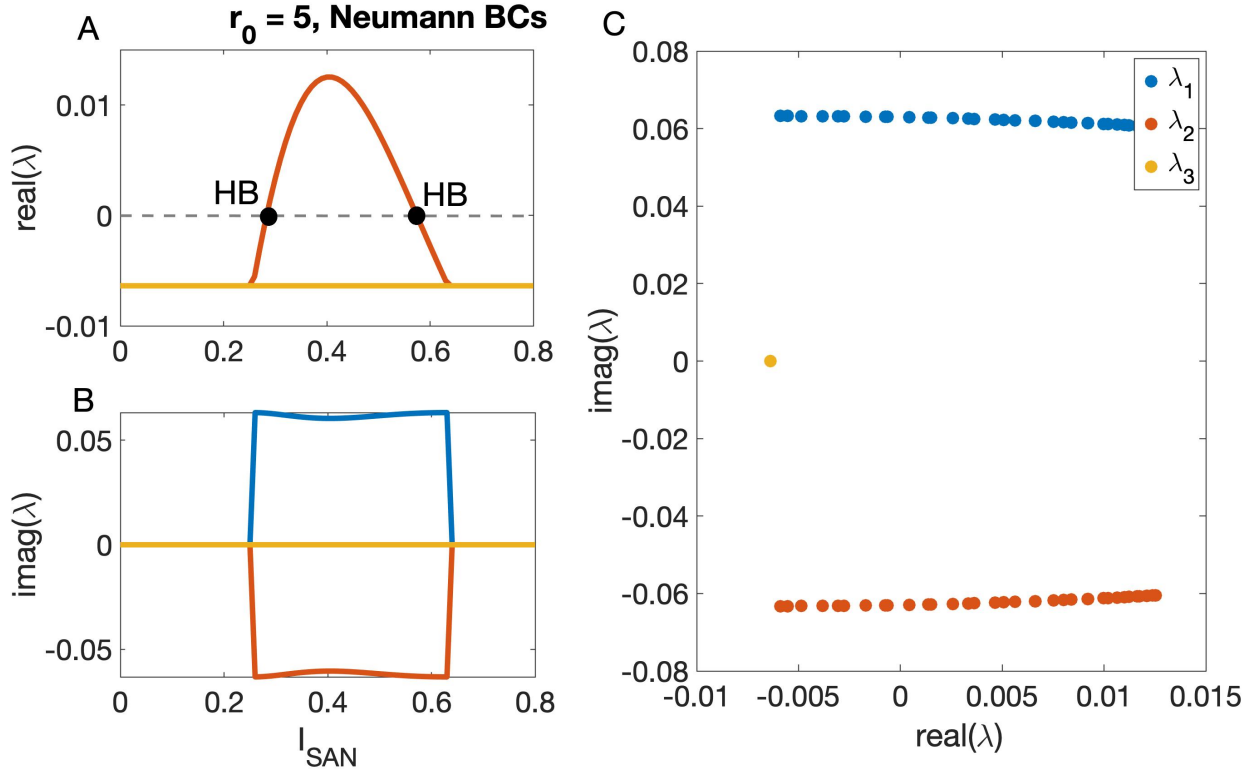 A
r0 = 5, Neumann BCs
real(λ)
0.01
0
-0.01
HB
HB
0 0.2 0.4 0.6 0.8
B
imag(λ)
0.05
0
-0.05
0 0.2 0.4 0.6 0.8
ISAN
C
imag(λ)
0.08
0.06
0.04
0.02
0
-0.02
-0.04
-0.06
-0.08
-0.01 -0.005 0 0.005 0.01 0.015
real(λ)
λ1
λ2
λ3